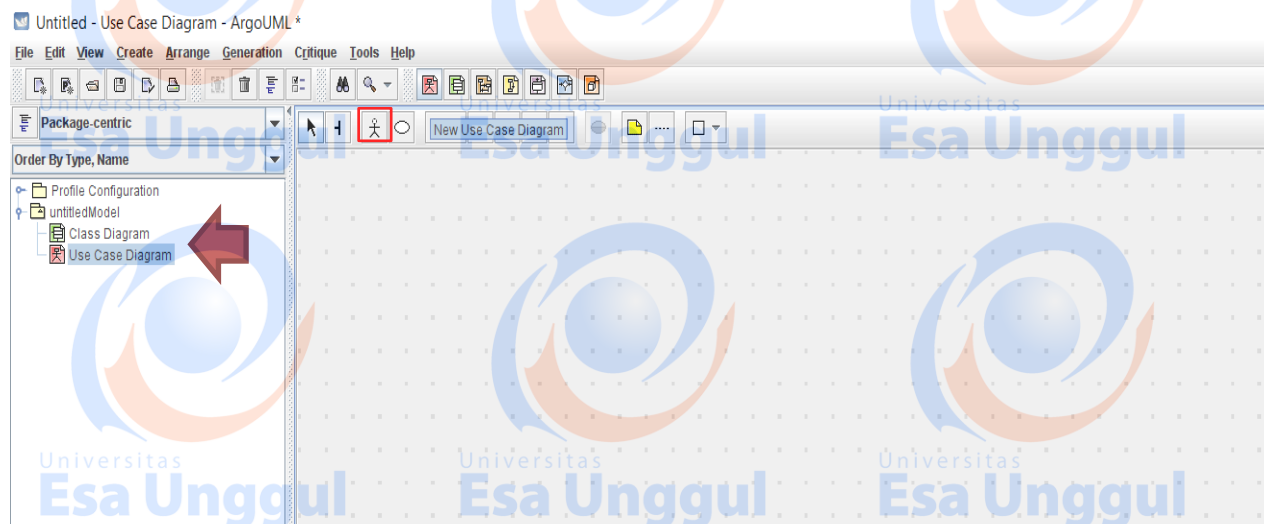 Untitled - Use Case Diagram - ArgoUML *
File Edit View Create Arrange Generation Critique Tools Help
Package-centric
New Use Case Diagram
Order By Type, Name
Profile Configuration
untitledModel
Class Diagram
Use Case Diagram
Universitas
Esa Unggul
Universitas
Esa Unggul
Universitas
Esa Unggul
Universitas
Esa Unggul
Universitas
Esa Unggul
Universitas
Esa Unggul